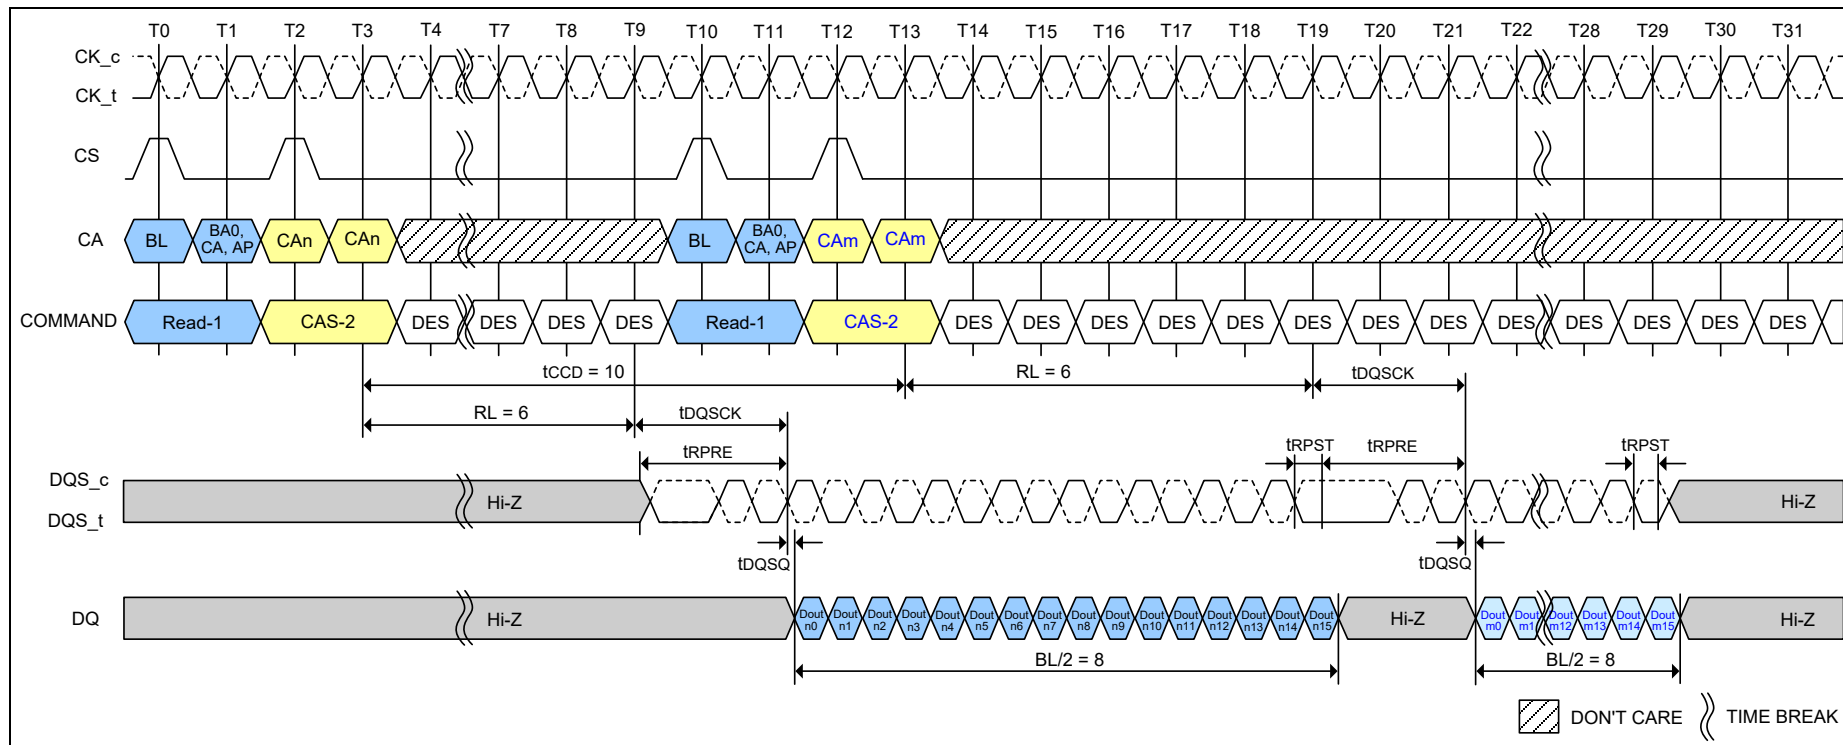 T0 T1 T2 T3 T4 T7 T8 T9 T10 T11 T12 T13 T14 T15 T16 T17 T18 T19 T20 T21 T22 T28 T29 T30 T31
CK_c
CK_t
CS
CA BL BA0, CA, AP CAn CAn BL BA0, CA, AP CAm CAm
COMMAND Read-1 CAS-2 DES DES DES DES Read-1 CAS-2 DES DES DES DES DES DES DES DES DES DES DES DES DES
tCCD = 10 RL = 6 tDQSCK
RL = 6 tDQSCK
tRPRE tRPST tRPRE tRPST
DQS_c
Hi-Z Hi-Z
DQS_t
tDQSQ tDQSQ
DQ Hi-Z Dout n0 Dout n1 Dout n2 Dout n3 Dout n4 Dout n5 Dout n6 Dout n7 Dout n8 Dout n9 Dout n10 Dout n11 Dout n12 Dout n13 Dout n14 Dout n15 Hi-Z Dout m0 Dout m1 Dout m12 Dout m13 Dout m14 Dout m15 Hi-Z
BL/2 = 8 BL/2 = 8
DON'T CARE TIME BREAK